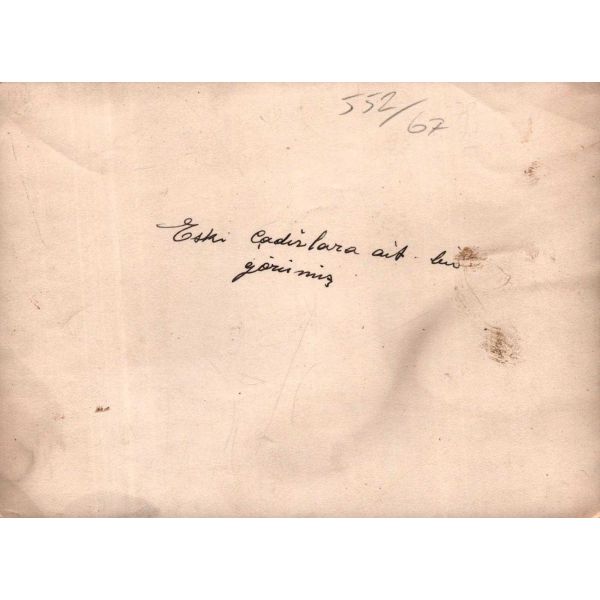 552/67
Eski çadırlara ait bir
görünüş